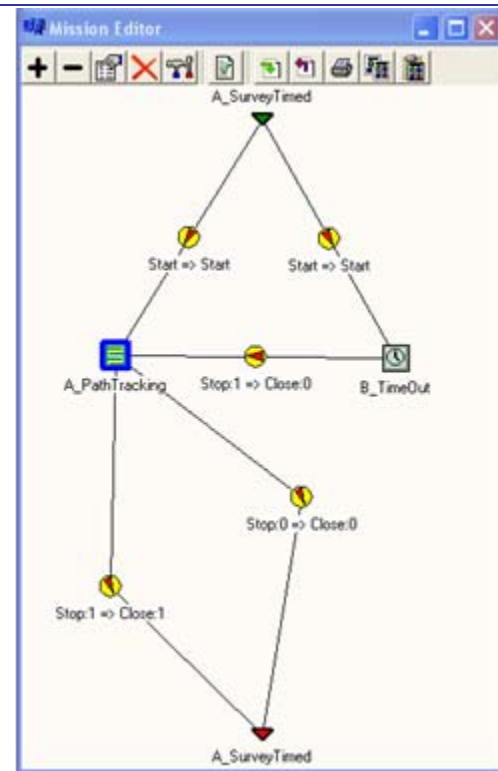 Mission Editor
A_SurveyTimed
Start => Start
Start => Start
A_PathTracking
Stop:1 => Close:0
B_TimeOut
Stop:0 => Close:0
Stop:1 => Close:1
A_SurveyTimed